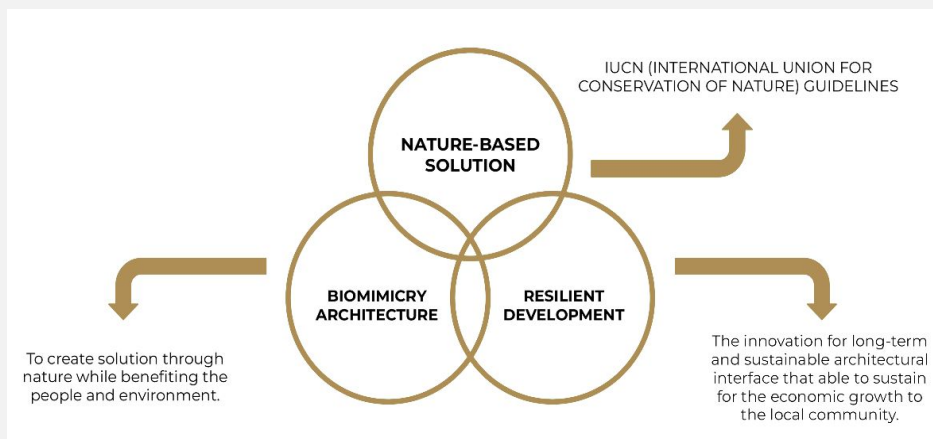 IUCN (INTERNATIONAL UNION FOR
CONSERVATION OF NATURE) GUIDELINES
NATURE-BASED
SOLUTION
BIOMIMICRY
ARCHITECTURE
RESILIENT
DEVELOPMENT
To create solution through
nature while benefiting the
people and environment.
The innovation for long-term
and sustainable architectural
interface that able to sustain
for the economic growth to
the local community.